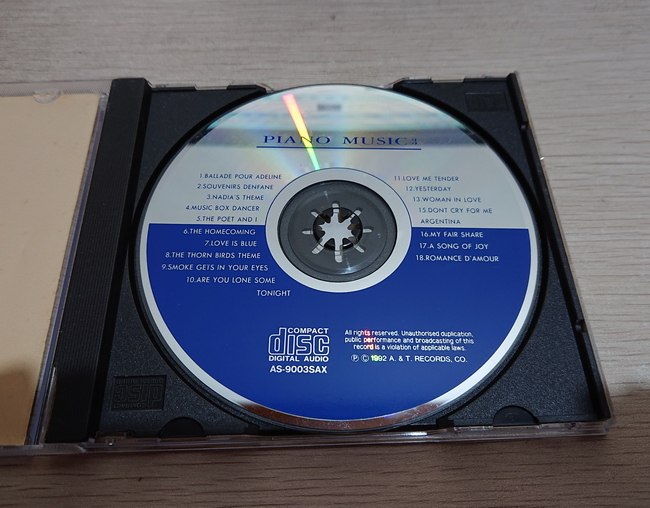 PIANO MUSIC3
1.BALLADE POUR ADELINE
2.SOUVENIRS DENFANE
3.NADIA'S THEME
4.MUSIC BOX DANCER
5.THE POET AND I
6.THE HOMECOMING
7.LOVE IS BLUE
8.THE THORN BIRDS THEME
9.SMOKE GETS IN YOUR EYES
10.ARE YOU LONE SOME
TONIGHT
11.LOVE ME TENDER
12.YESTERDAY
13.WOMAN IN LOVE
15.DONT CRY FOR ME
ARGENTINA
16.MY FAIR SHARE
17.A SONG OF JOY
18.ROMANCE D'AMOUR
COMPACT
disc
DIGITAL AUDIO
AS-9003SAX
All rights reserved. Unauthorised duplication,
public performance and broadcasting of this
record is a violation of applicable laws.
Ⓟ © 1992 A. & T. RECORDS, CO.